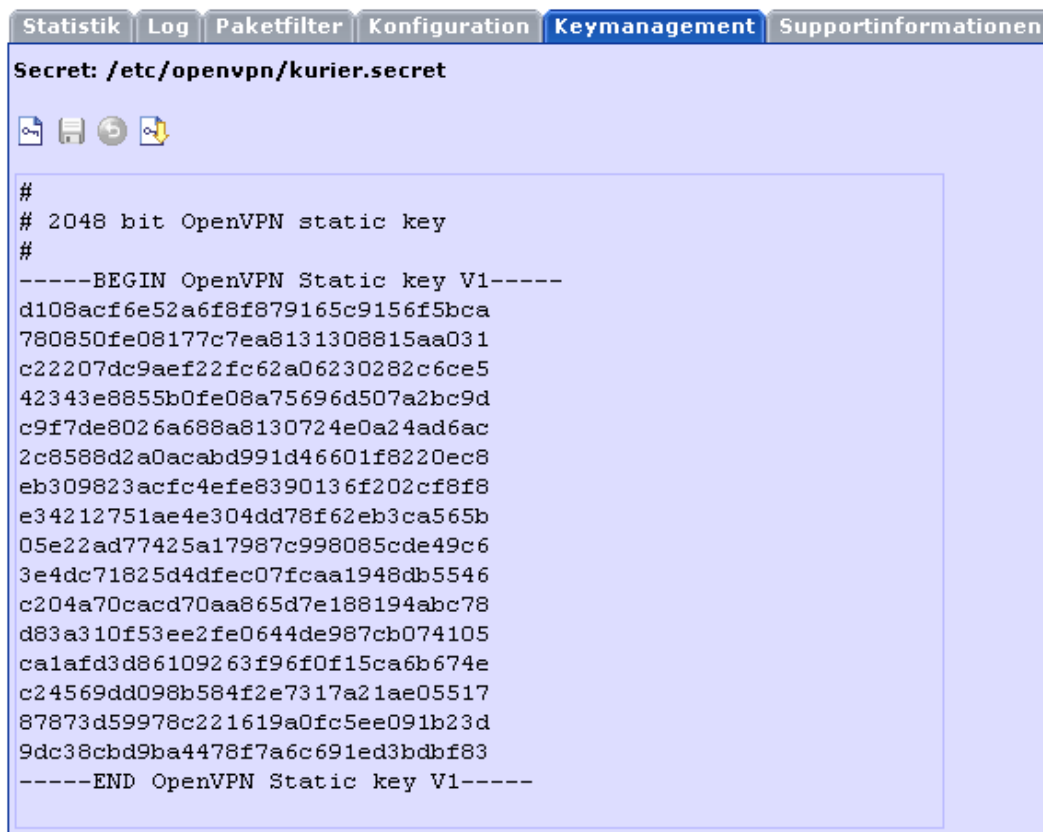 Statistik Log Paketfilter Konfiguration Keymanagement Supportinformationen
Secret: /etc/openvpn/kurier.secret
#
# 2048 bit OpenVPN static key
#
-----BEGIN OpenVPN Static key V1-----
d108acf6e52a6f8f879165c9156f5bca
780850fe08177c7ea8131308815aa031
c22207dc9aef22fc62a06230282c6ce5
42343e8855b0fe08a75696d507a2bc9d
c9f7de8026a688a8130724e0a24ad6ac
2c8588d2a0acabd991d46601f8220ec8
eb309823acfc4efe8390136f202cf8f8
e34212751ae4e304dd78f62eb3ca565b
05e22ad77425a17987c998085cde49c6
3e4dc71825d4dfec07fcaa1948db5546
c204a70cacd70aa865d7e188194abc78
d83a310f53ee2fe0644de987cb074105
ca1afd3d86109263f96f0f15ca6b674e
c24569dd098b584f2e7317a21ae05517
87873d59978c221619a0fc5ee091b23d
9dc38cbd9ba4478f7a6c691ed3bdbf83
-----END OpenVPN Static key V1-----